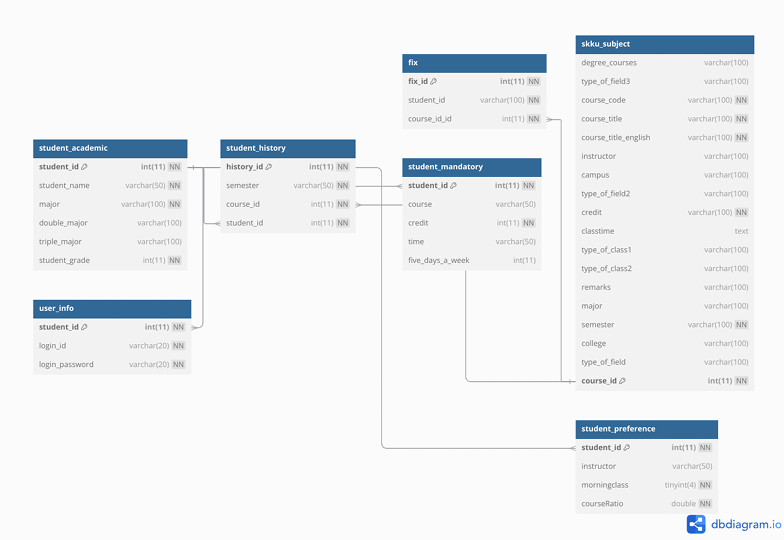 skku_subject
degree_courses varchar(100)
type_of_field3 varchar(100)
course_code varchar(100) NN
course_title varchar(100) NN
course_title_english varchar(100) NN
instructor varchar(100)
campus varchar(100)
type_of_field2 varchar(100)
credit varchar(100) NN
classtime text
type_of_class1 varchar(100)
type_of_class2 varchar(100)
remarks varchar(100)
major varchar(100)
semester varchar(100) NN
college varchar(100)
type_of_field varchar(100)
course_id int(11) NN
fix
fix_id int(11) NN
student_id varchar(100) NN
course_id_id int(11) NN
student_academic
student_id int(11) NN
student_name varchar(50) NN
major varchar(100) NN
double_major varchar(100)
triple_major varchar(100)
student_grade int(11) NN
student_history
history_id int(11) NN
semester varchar(50) NN
course_id int(11) NN
student_id int(11) NN
student_mandatory
student_id int(11) NN
course varchar(50)
credit int(11) NN
time varchar(50)
five_days_a_week int(11)
user_info
student_id int(11) NN
login_id varchar(20) NN
login_password varchar(20) NN
student_preference
student_id int(11) NN
instructor varchar(50)
morningclass tinyint(4) NN
courseRatio double NN
dbdiagram.io